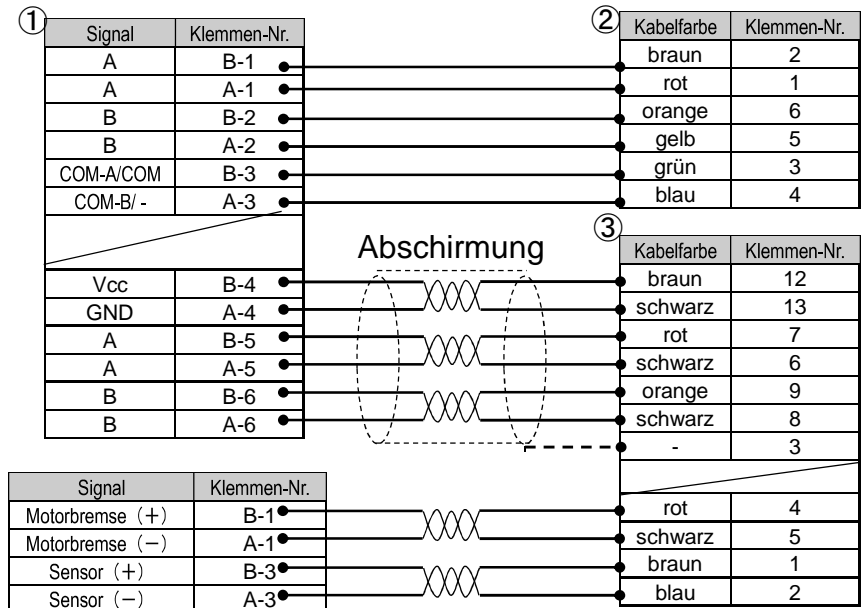 ①
Signal Klemmen-Nr.
A B-1
A A-1
B B-2
B A-2
COM-A/COM B-3
COM-B/ - A-3
Vcc B-4
GND A-4
A B-5
A A-5
B B-6
B A-6
②
Kabelfarbe Klemmen-Nr.
braun 2
rot 1
orange 6
gelb 5
grün 3
blau 4
Abschirmung
③
Kabelfarbe Klemmen-Nr.
braun 12
schwarz 13
rot 7
schwarz 6
orange 9
schwarz 8
- 3
rot 4
schwarz 5
braun 1
blau 2
Signal Klemmen-Nr.
Motorbremse (+) B-1
Motorbremse (-) A-1
Sensor (+) B-3
Sensor (-) A-3